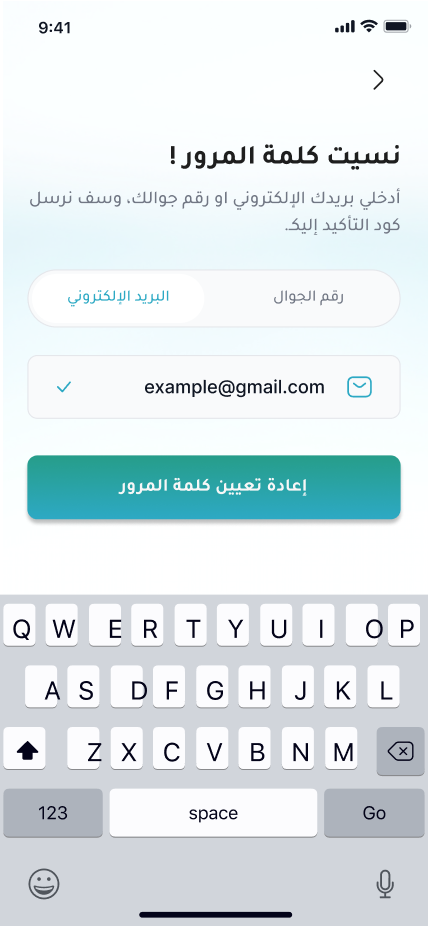 9:41
نسيت كلمة المرور !
أدخلي بريدك الإلكتروني او رقم جوالك، وسف نرسل
كود التأكيد إليكـ.
رقم الجوال
البريد الإلكتروني
example@gmail.com
إعادة تعيين كلمة المرور
Q W E R T Y U I O P
A S D F G H J K L
Z X C V B N M
123 space Go